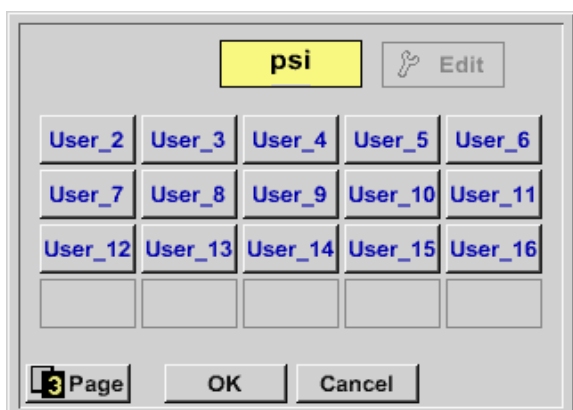 psi Edit
User_2 User_3 User_4 User_5 User_6
User_7 User_8 User_9 User_10 User_11
User_12 User_13 User_14 User_15 User_16
3 Page OK Cancel